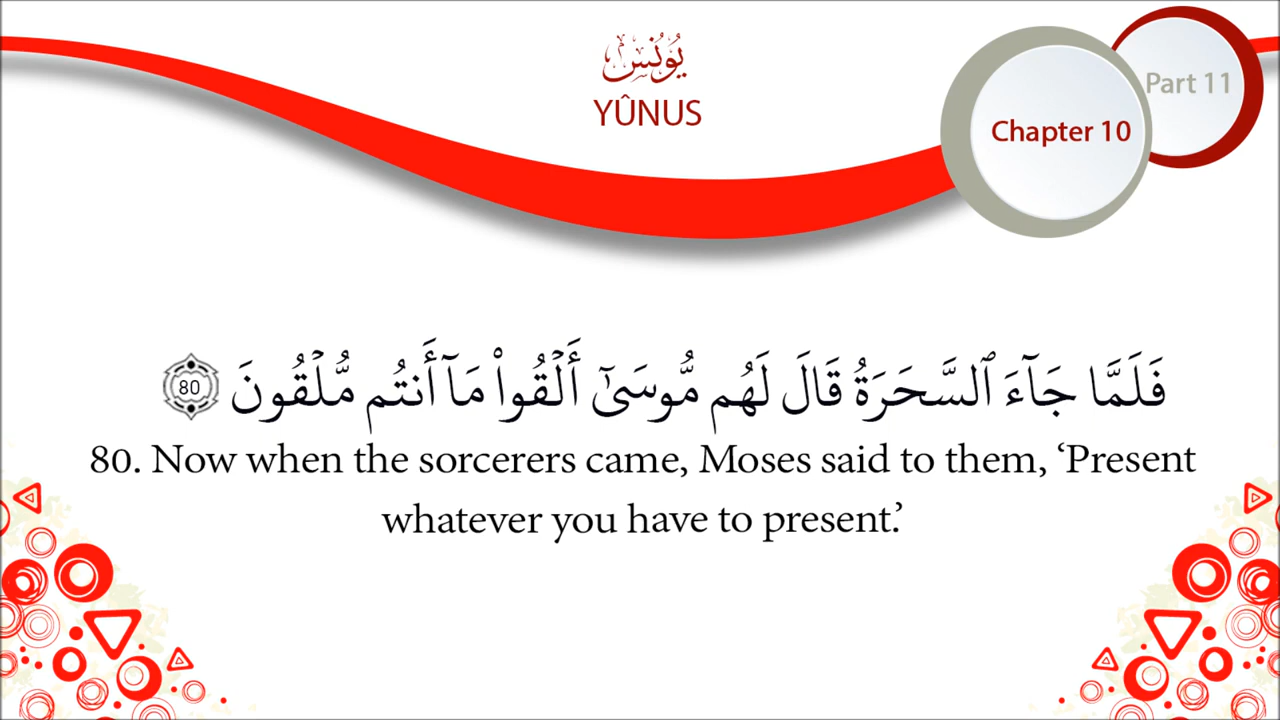 يُونُس
YÛNUS
Part 11
Chapter 10
فَلَمَّا جَآءَ ٱلسَّحَرَةُ قَالَ لَهُم مُّوسَىٰٓ أَلْقُوا۟ مَآ أَنتُم مُّلْقُونَ 80
80. Now when the sorcerers came, Moses said to them, ‘Present
whatever you have to present.’